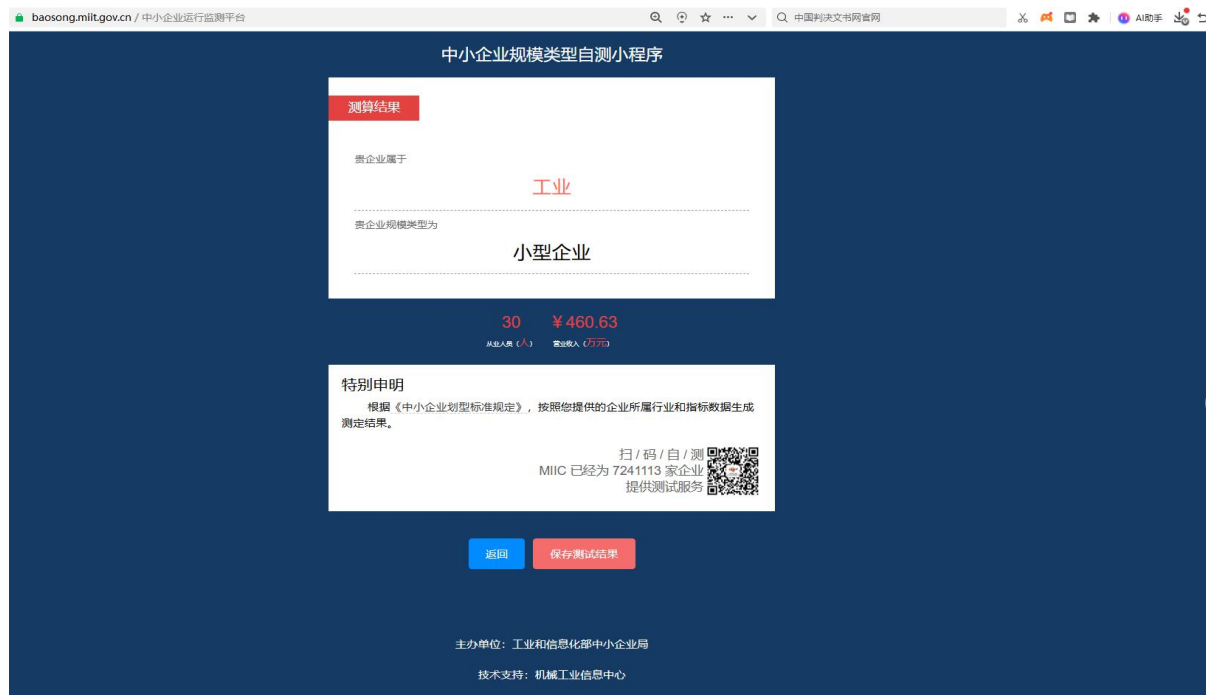 baosong.miit.gov.cn / 中小企业运行监测平台
中国判决文书网官网
AI助手
中小企业规模类型自测小程序
测算结果
贵企业属于
工业
贵企业规模类型为
小型企业
30 ¥460.63
从业人员（人） 营业收入（万元）
特别申明
根据《中小企业划型标准规定》，按照您提供的企业所属行业和指标数据生成
测定结果。
扫 / 码 / 自 / 测
MIIC 已经为 7241113 家企业
提供测试服务
返回 保存测试结果
主办单位：工业和信息化部中小企业局
技术支持：机械工业信息中心